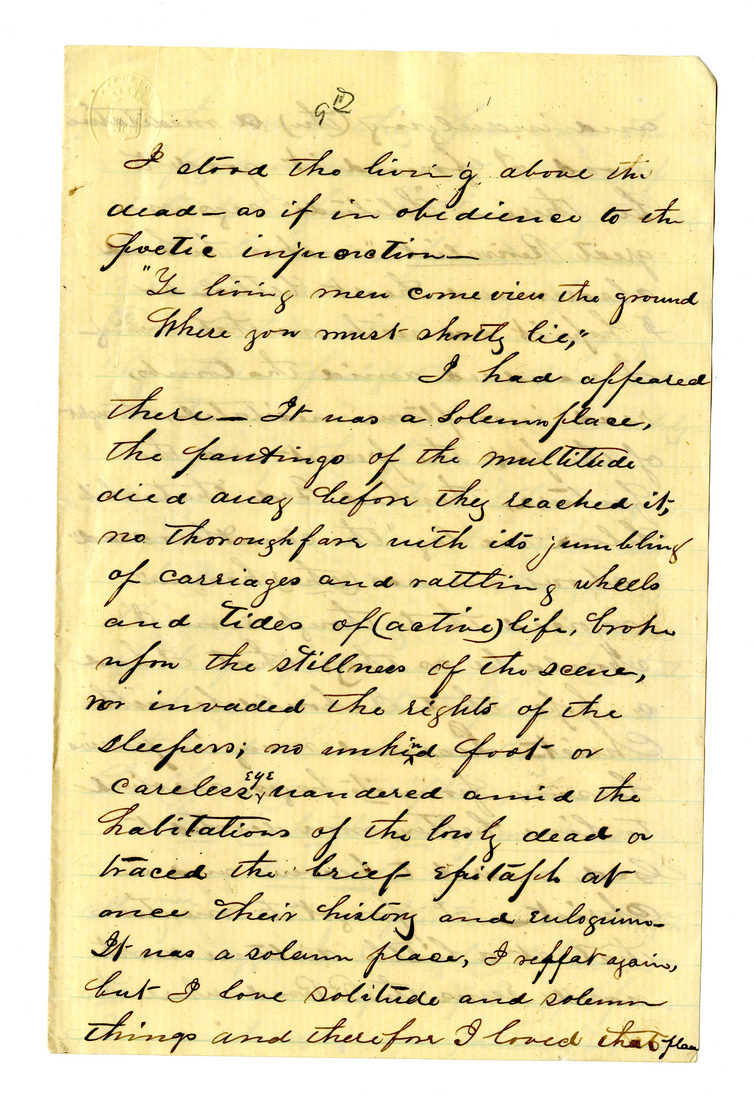 9th
I stood the living above the
dead – as if in obedience to the
poetic injunction –
"Ye living men come view the ground
Where you must shortly lie,"
I had appeared
there – It was a Solemn place,
the pantings of the multitude
died away before they reached it,
no thoroughfare with its jumbling
of carriages and rattling wheels
and tides of (active) life, broke
upon the stillness of the scene,
nor invaded the rights of the
sleepers; no unkind foot or
careless EYE wandered amid the
habitations of the lowly dead or
traced the brief epitaph at
once their history and eulogium –
It was a solemn place, I reppat again,
but I love solitude and solemn
things and therefore I loved that place